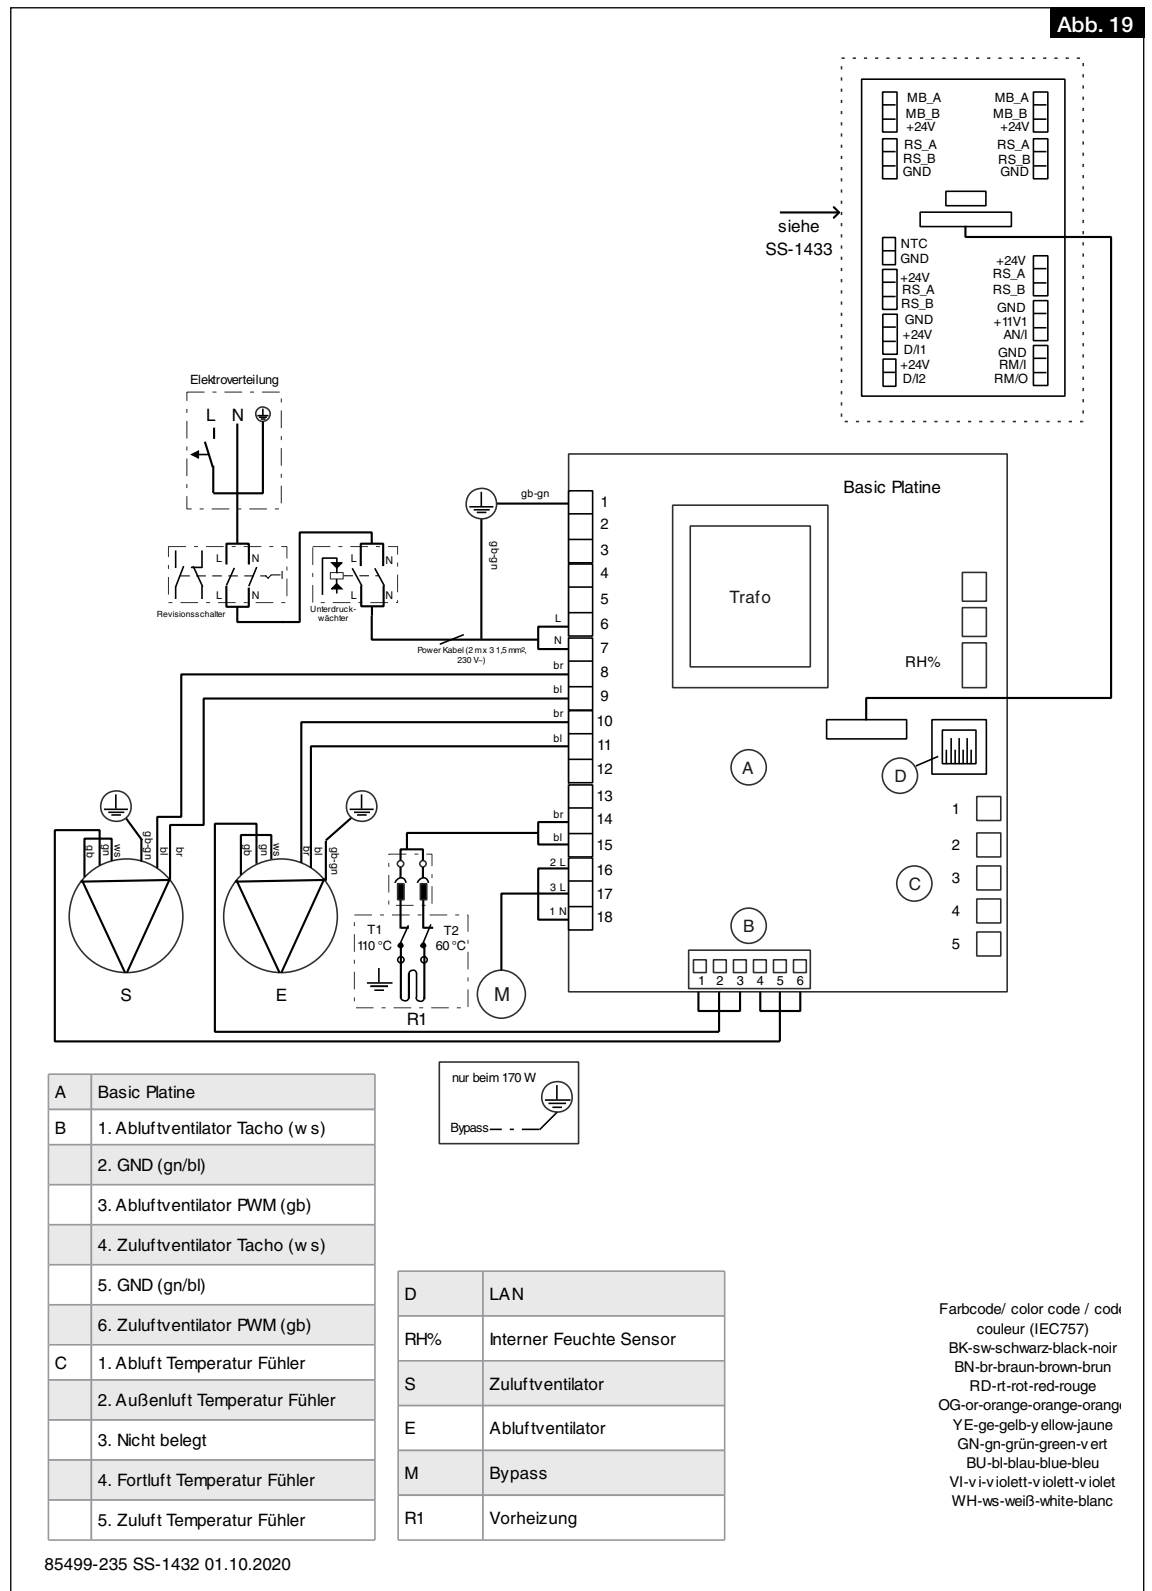 Abb. 19
MB_A MB_A
MB_B MB_B
+24V +24V
RS_A RS_A
RS_B RS_B
GND GND
siehe
SS-1433
NTC
GND
+24V
RS_A
RS_B
GND
+24V
D/I1
+24V
D/I2
+24V
RS_A
RS_B
GND
+11V1
AN/I
GND
RM/I
RM/O
Elektroverteilung
L N
L N
L N
Revisionsschalter
L N
L N
Unterdruck-
wächter
Power Kabel (2 m x 3 1,5 mm²,
230 V~)
gb-gn
gb-gn
L
N
br
bl
br
bl
br
bl
2 L
3 L
1 N
1
2
3
4
5
6
7
8
9
10
11
12
13
14
15
16
17
18
Basic Platine
Trafo
RH%
A
D
C
1
2
3
4
5
B
1 2 3 4 5 6
gb gn ws gb-gn bl br
S
gb gn ws br bl gb-gn
E
T1 T2
110 °C 60 °C
R1
M
nur beim 170 W
Bypass
A Basic Platine
B 1. Abluftventilator Tacho (w s)
2. GND (gn/bl)
3. Abluftventilator PWM (gb)
4. Zuluftventilator Tacho (w s)
5. GND (gn/bl)
6. Zuluftventilator PWM (gb)
C 1. Abluft Temperatur Fühler
2. Außenluft Temperatur Fühler
3. Nicht belegt
4. Fortluft Temperatur Fühler
5. Zuluft Temperatur Fühler
D LAN
RH% Interner Feuchte Sensor
S Zuluftventilator
E Abluftventilator
M Bypass
R1 Vorheizung
Farbcode/ color code / code
couleur (IEC757)
BK-sw-schwarz-black-noir
BN-br-braun-brown-brun
RD-rt-rot-red-rouge
OG-or-orange-orange-orange
YE-ge-gelb-y ellow-jaune
GN-gn-grün-green-v ert
BU-bl-blau-blue-bleu
VI-v i-v iolett-v iolett-v iolet
WH-ws-weiß-white-blanc
85499-235 SS-1432 01.10.2020